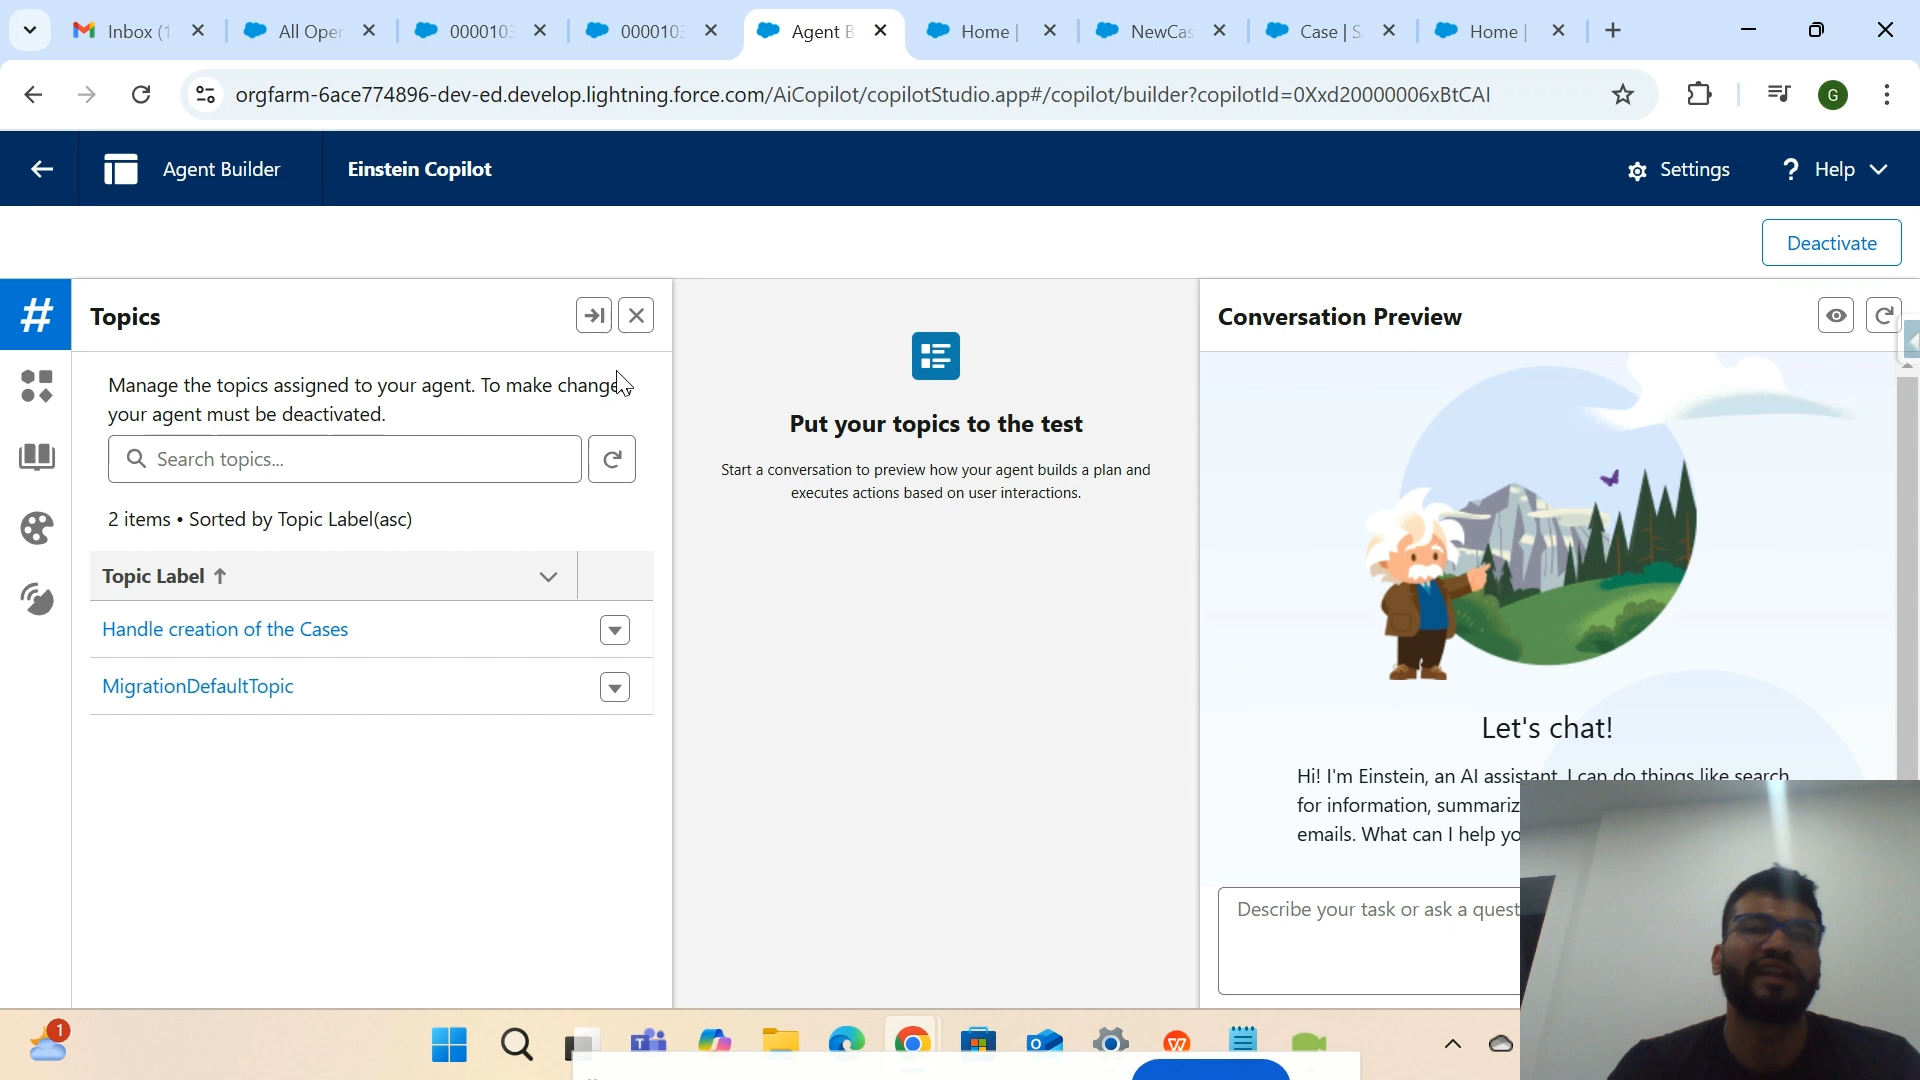 Inbox (1
All Oper
0000103
0000103
Agent B
Home |
NewCas
Case | S
Home |
orgfarm-6ace774896-dev-ed.develop.lightning.force.com/AiCopilot/copilotStudio.app#/copilot/builder?copilotId=0Xxd20000006xBtCAI
G
Agent Builder
Einstein Copilot
Settings
? Help
Deactivate
# Topics
Manage the topics assigned to your agent. To make change
your agent must be deactivated.
Search topics...
2 items • Sorted by Topic Label(asc)
Topic Label ↑
Handle creation of the Cases
MigrationDefaultTopic
Put your topics to the test
Start a conversation to preview how your agent builds a plan and
executes actions based on user interactions.
Conversation Preview
Let's chat!
Hi! I'm Einstein, an AI assistant. I can do things like search
for information, summariz
emails. What can I help yo
Describe your task or ask a quest
1